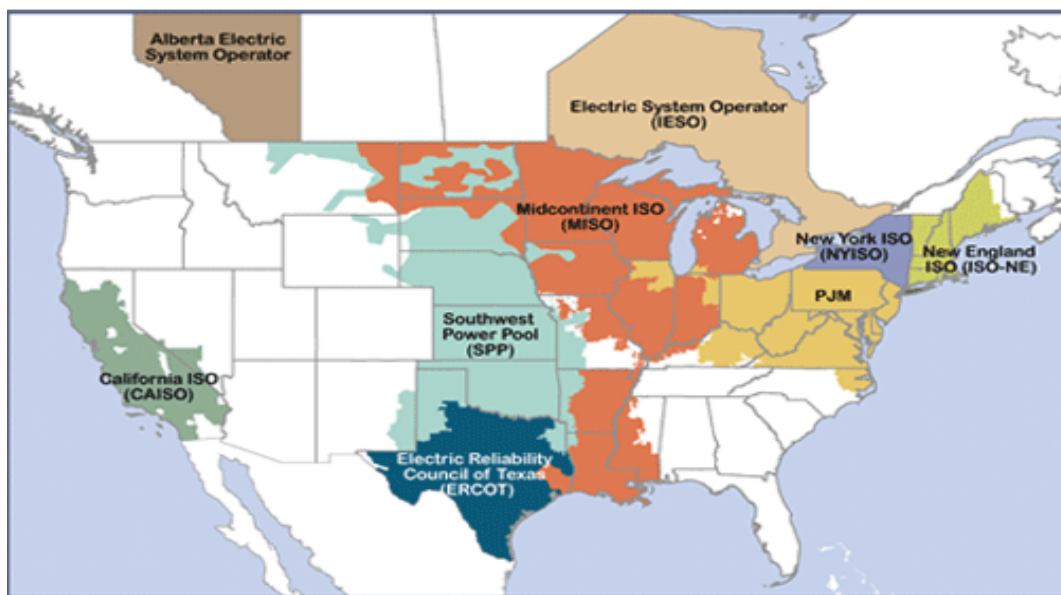 Alberta Electric
System Operator
Electric System Operator
(IESO)
Midcontinent ISO
(MISO)
New York ISO
(NYISO)
New England
ISO (ISO-NE)
PJM
Southwest
Power Pool
(SPP)
California ISO
(CAISO)
Electric Reliability
Council of Texas
(ERCOT)